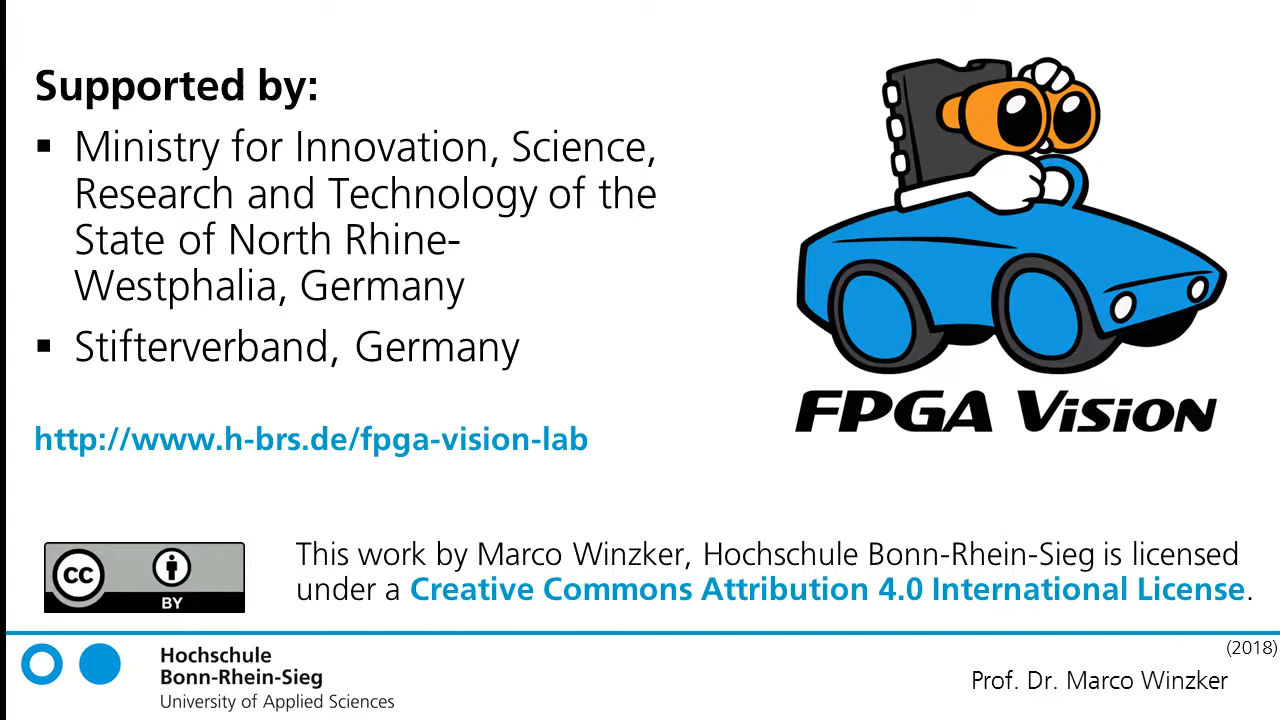 Supported by:
▪ Ministry for Innovation, Science,
Research and Technology of the
State of North Rhine-
Westphalia, Germany
▪ Stifterverband, Germany
http://www.h-brs.de/fpga-vision-lab
FPGA VISION
CC BY
This work by Marco Winzker, Hochschule Bonn-Rhein-Sieg is licensed
under a Creative Commons Attribution 4.0 International License.
Hochschule
Bonn-Rhein-Sieg
University of Applied Sciences
(2018)
Prof. Dr. Marco Winzker